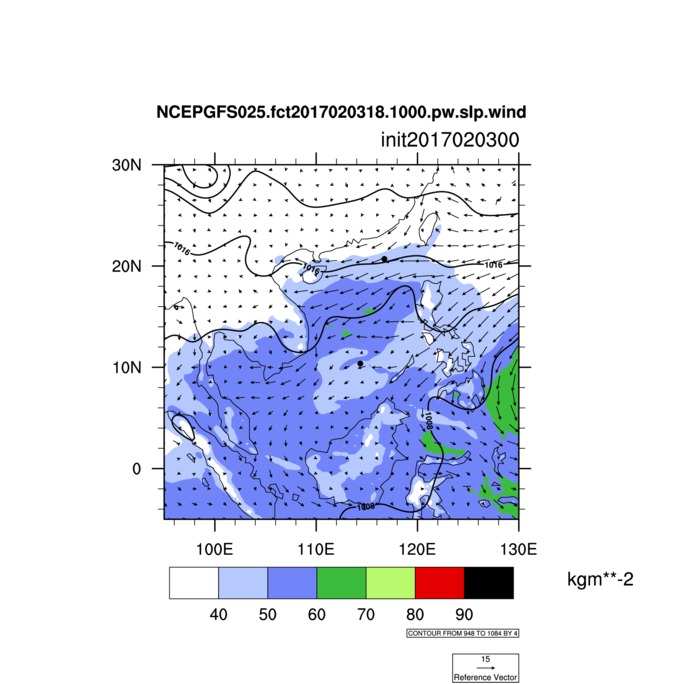 NCEPGFS025.fct2017020318.1000.pw.slp.wind
init2017020300
30N
20N
10N
0
1016
1016
1016
1008
1008
100E
110E
120E
130E
kgm**-2
40
50
60
70
80
90
CONTOUR FROM 948 TO 1084 BY 4
15
Reference Vector